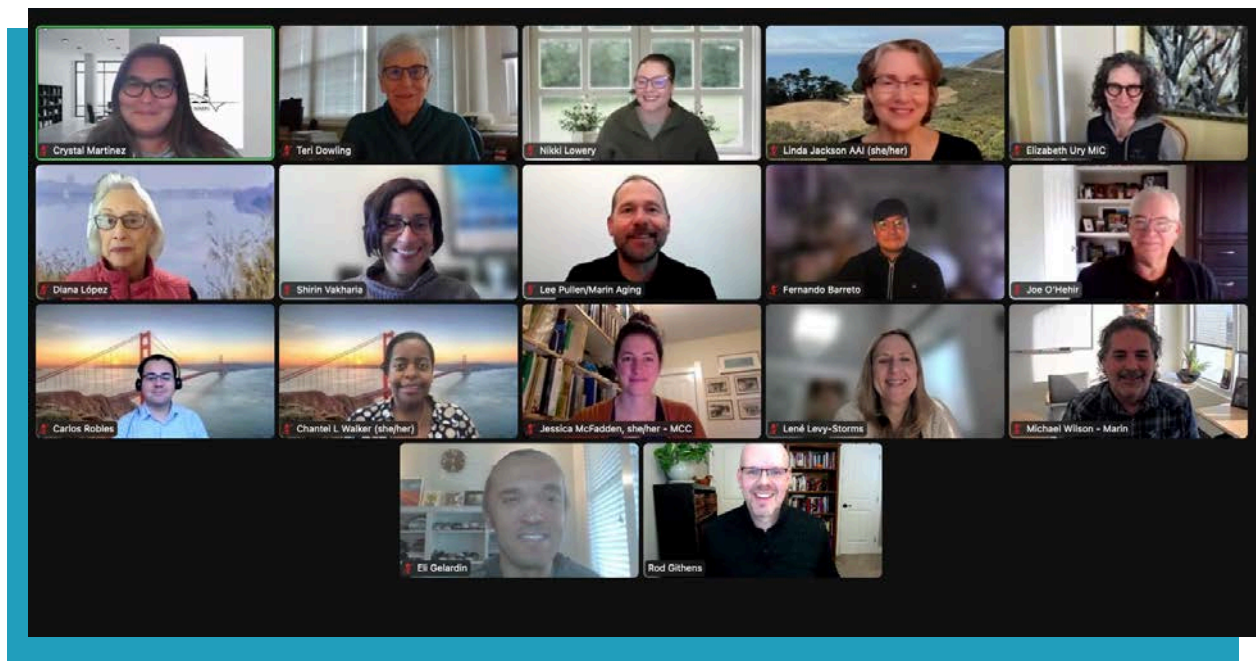 Crystal Martinez
Teri Dowling
Nikki Lowery
Linda Jackson AAI (she/her)
Elizabeth Ury MIC
Diana López
Shirin Vakharia
Lee Pullen/Marin Aging
Fernando Barreto
Joe O'Hehir
Carlos Robles
Chantel L Walker (she/her)
Jessica McFadden, she/her - MCC
Lené Levy-Storms
Michael Wilson - Marin
Eli Gelardin
Rod Githens